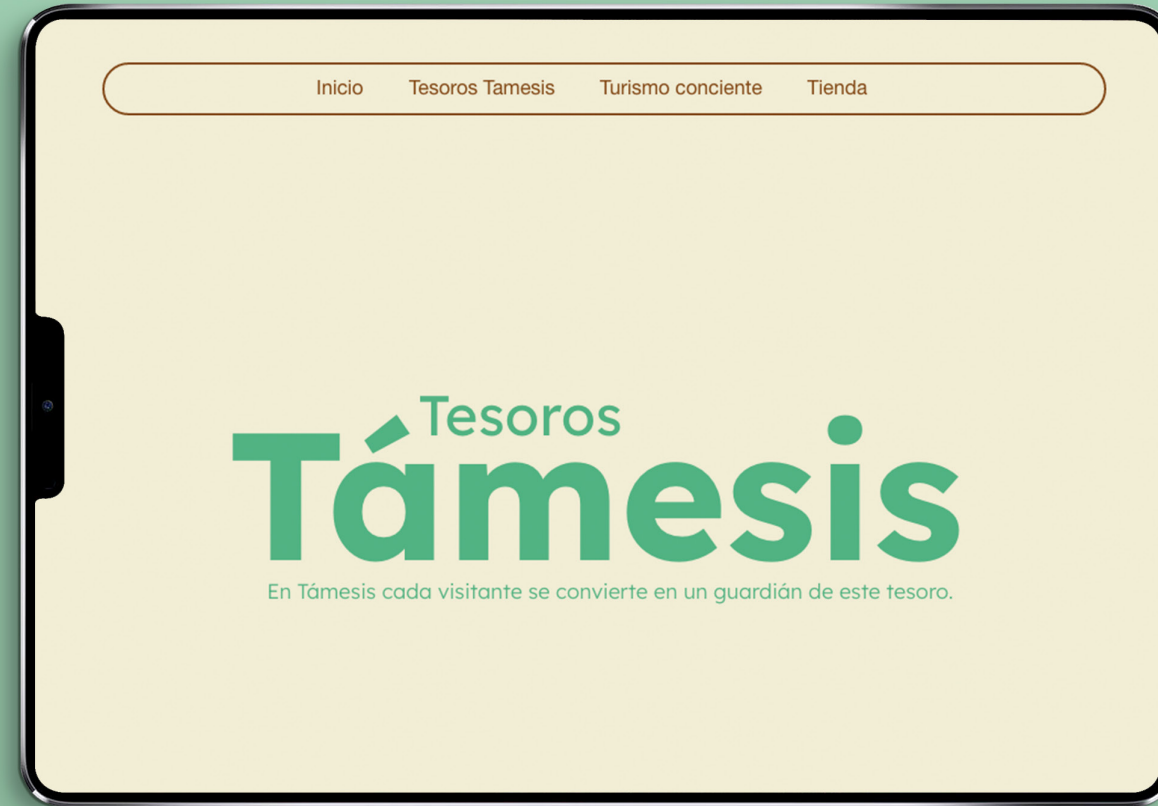 Inicio Tesoros Tamesis Turismo conciente Tienda
Tesoros
Támesis
En Támesis cada visitante se convierte en un guardián de este tesoro.